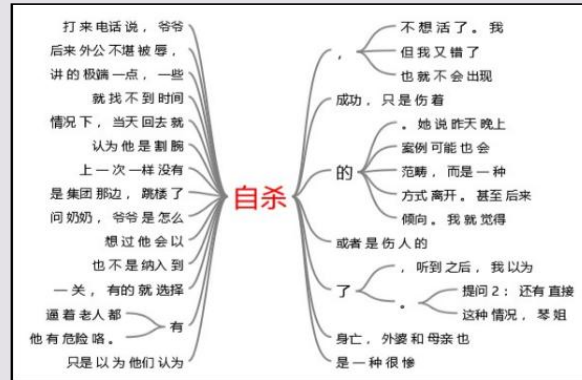 打来电话说，爷爷
后来外公不堪被辱，
讲的极端一点，一些
就找不到时间
情况下，当天回去就
认为他是割腕
上一次一样没有
是集团那边，跳楼了
问奶奶，爷爷是怎么
想过他会以
也不是纳入到
一关，有的就选择
逼着老人都
他有危险咯。
有
只是以为他们认为
自杀
，
不想活了。我
但我又错了
也就不会出现
成功，只是伤着
的
。她说昨天晚上
案例可能也会
范畴，而是一种
方式离开。甚至后来
倾向。我就觉得
或者是伤人的
了
，听到之后，我以为
。
提问2：还有直接
这种情况，琴姐
身亡，外婆和母亲也
是一种很惨